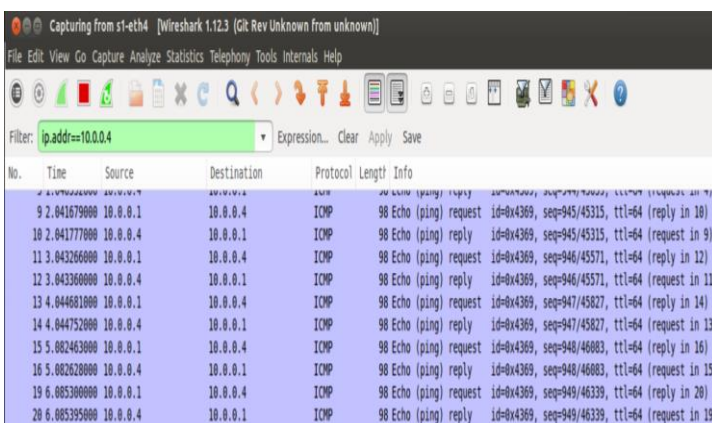 Capturing from s1-eth4 [Wireshark 1.12.3 (Git Rev Unknown from unknown)]
File Edit View Go Capture Analyze Statistics Telephony Tools Internals Help
Filter: ip.addr==10.0.0.4 Expression... Clear Apply Save
No. Time Source Destination Protocol Length Info
9 2.041679000 10.0.0.1 10.0.0.4 ICMP 98 Echo (ping) request id=0x4369, seq=945/45315, ttl=64 (reply in 10)
10 2.041777000 10.0.0.4 10.0.0.1 ICMP 98 Echo (ping) reply id=0x4369, seq=945/45315, ttl=64 (request in 9)
11 3.043266000 10.0.0.1 10.0.0.4 ICMP 98 Echo (ping) request id=0x4369, seq=946/45571, ttl=64 (reply in 12)
12 3.043360000 10.0.0.4 10.0.0.1 ICMP 98 Echo (ping) reply id=0x4369, seq=946/45571, ttl=64 (request in 11
13 4.044681000 10.0.0.1 10.0.0.4 ICMP 98 Echo (ping) request id=0x4369, seq=947/45827, ttl=64 (reply in 14)
14 4.044752000 10.0.0.4 10.0.0.1 ICMP 98 Echo (ping) reply id=0x4369, seq=947/45827, ttl=64 (request in 13
15 5.082463000 10.0.0.1 10.0.0.4 ICMP 98 Echo (ping) request id=0x4369, seq=948/46083, ttl=64 (reply in 16)
16 5.082628000 10.0.0.4 10.0.0.1 ICMP 98 Echo (ping) reply id=0x4369, seq=948/46083, ttl=64 (request in 15
19 6.085300000 10.0.0.1 10.0.0.4 ICMP 98 Echo (ping) request id=0x4369, seq=949/46339, ttl=64 (reply in 20)
20 6.085395000 10.0.0.4 10.0.0.1 ICMP 98 Echo (ping) reply id=0x4369, seq=949/46339, ttl=64 (request in 19